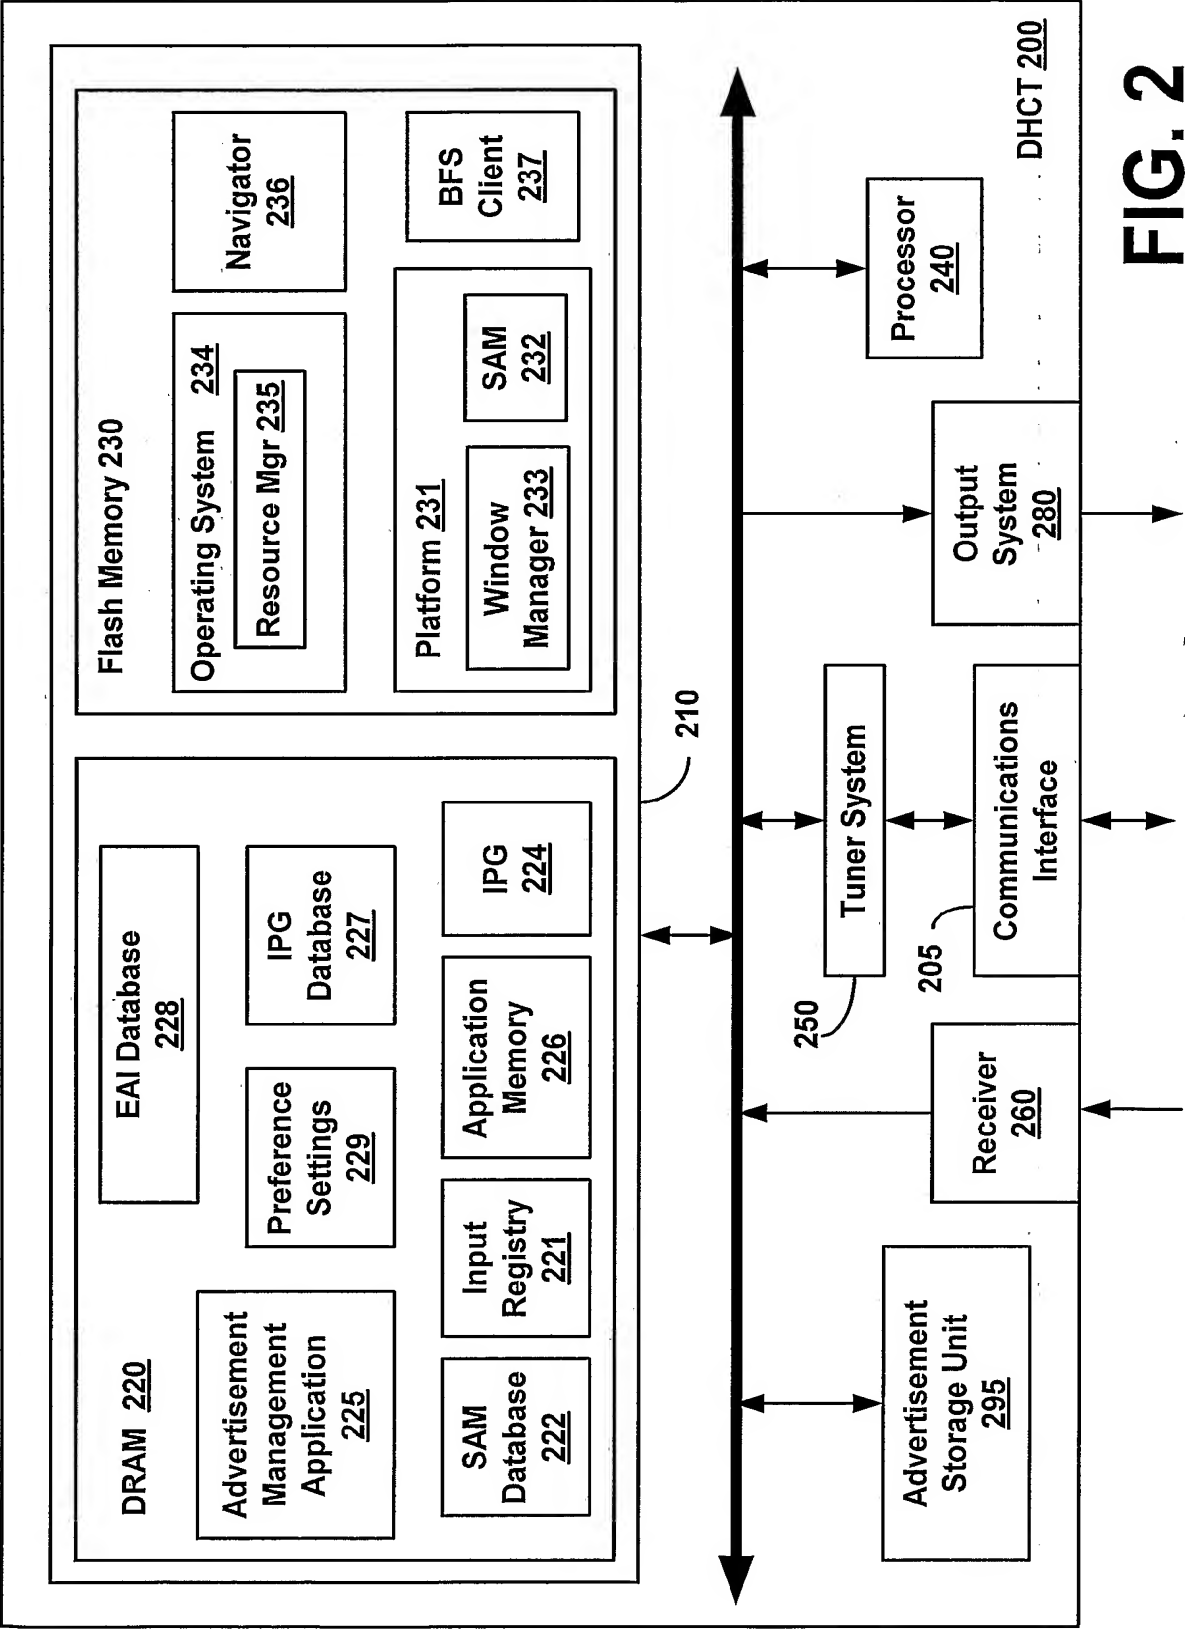 DRAM 220
EAI Database
228
Advertisement
Management
Application
225
Preference
Settings
229
IPG
Database
227
SAM
Database
222
Input
Registry
221
Application
Memory
226
IPG
224
Flash Memory 230
Operating System 234
Resource Mgr 235
Navigator
236
Platform 231
Window
Manager 233
SAM
232
BFS
Client
237
210
Advertisement
Storage Unit
295
Receiver
260
250
Tuner System
205
Communications
Interface
Output
System
280
Processor
240
DHCT 200
FIG. 2